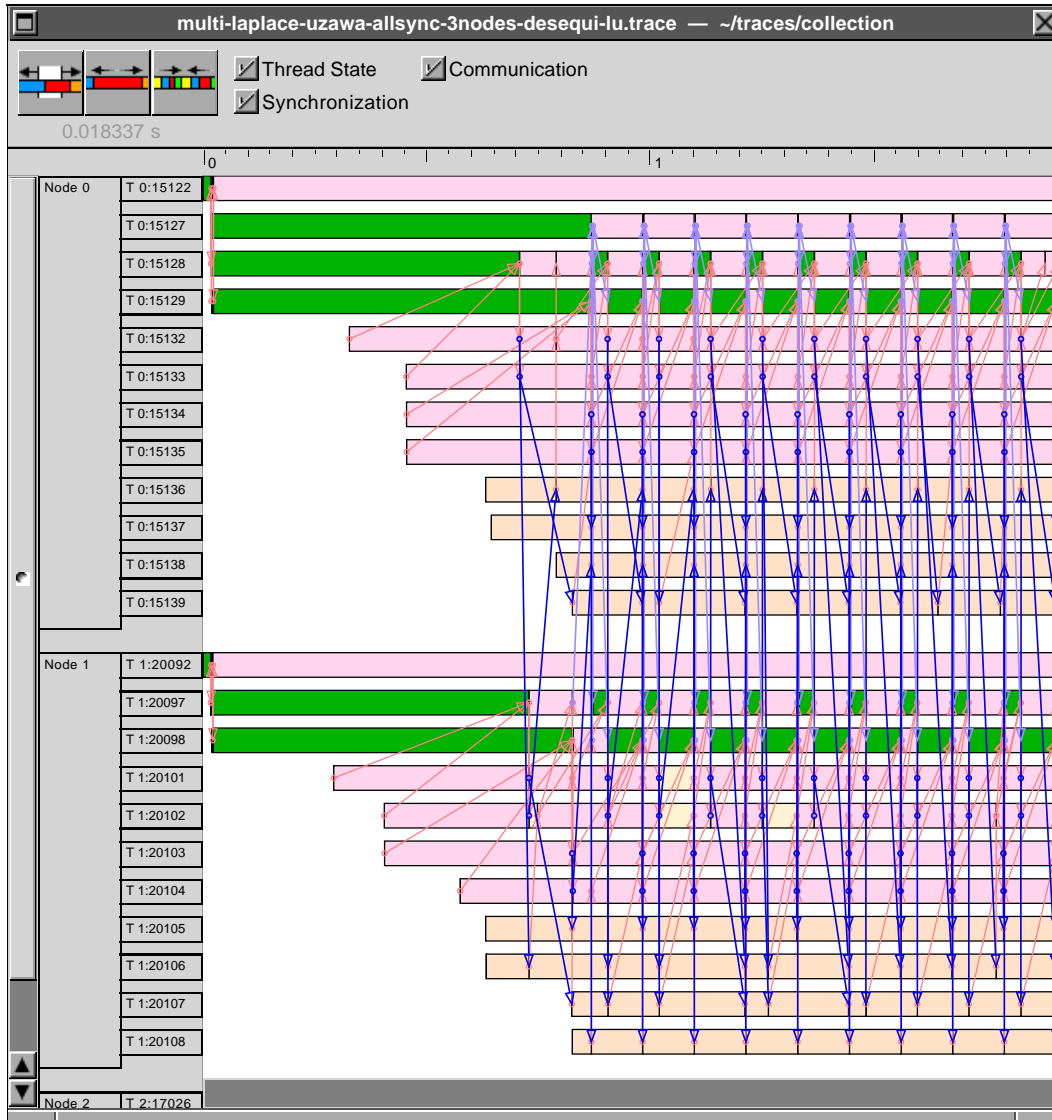 multi-laplace-uzawa-allsync-3nodes-desequi-lu.trace — ~/traces/collection
Thread State
Communication
Synchronization
0.018337 s
0
1
Node 0
T 0:15122
T 0:15127
T 0:15128
T 0:15129
T 0:15132
T 0:15133
T 0:15134
T 0:15135
T 0:15136
T 0:15137
T 0:15138
T 0:15139
Node 1
T 1:20092
T 1:20097
T 1:20098
T 1:20101
T 1:20102
T 1:20103
T 1:20104
T 1:20105
T 1:20106
T 1:20107
T 1:20108
Node 2
T 2:17026